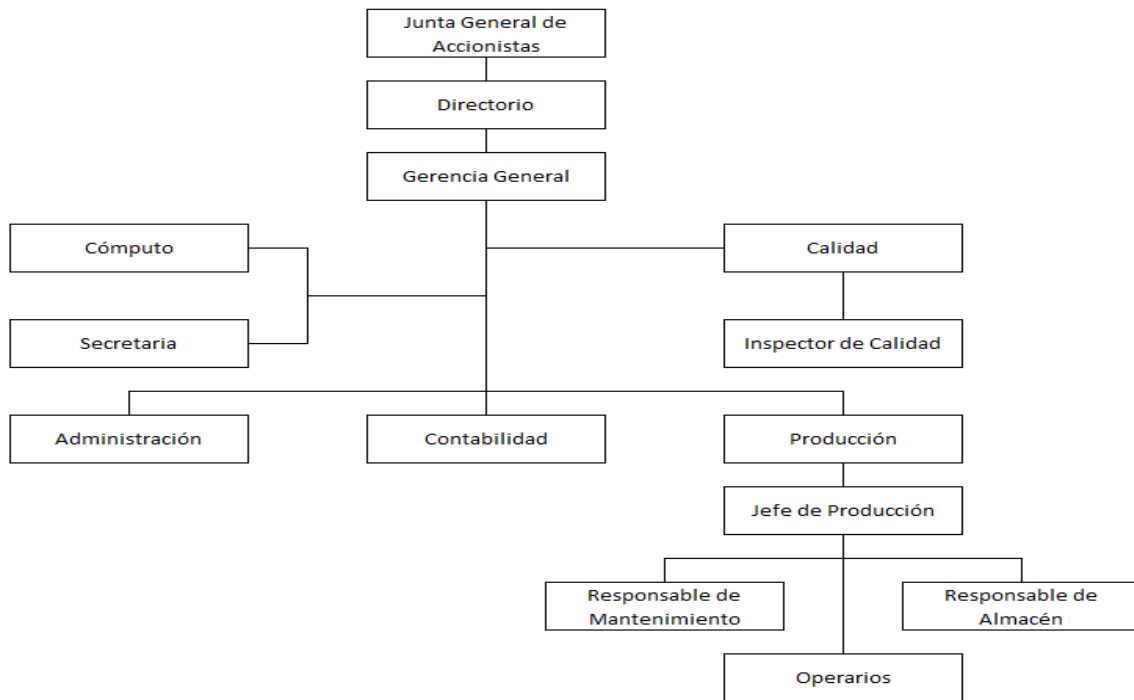 Junta General de
Accionistas
Directorio
Gerencia General
Cómputo
Calidad
Secretaria
Inspector de Calidad
Administración
Contabilidad
Producción
Jefe de Producción
Responsable de
Mantenimiento
Responsable de
Almacén
Operarios